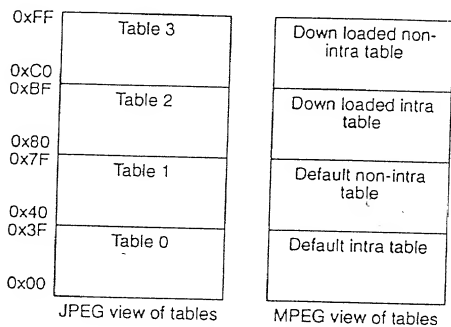 0xFF
Table 3
0xC0
0xBF
Table 2
0x80
0x7F
Table 1
0x40
0x3F
Table 0
0x00
JPEG view of tables
Down loaded non-
intra table
Down loaded intra
table
Default non-intra
table
Default intra table
MPEG view of tables